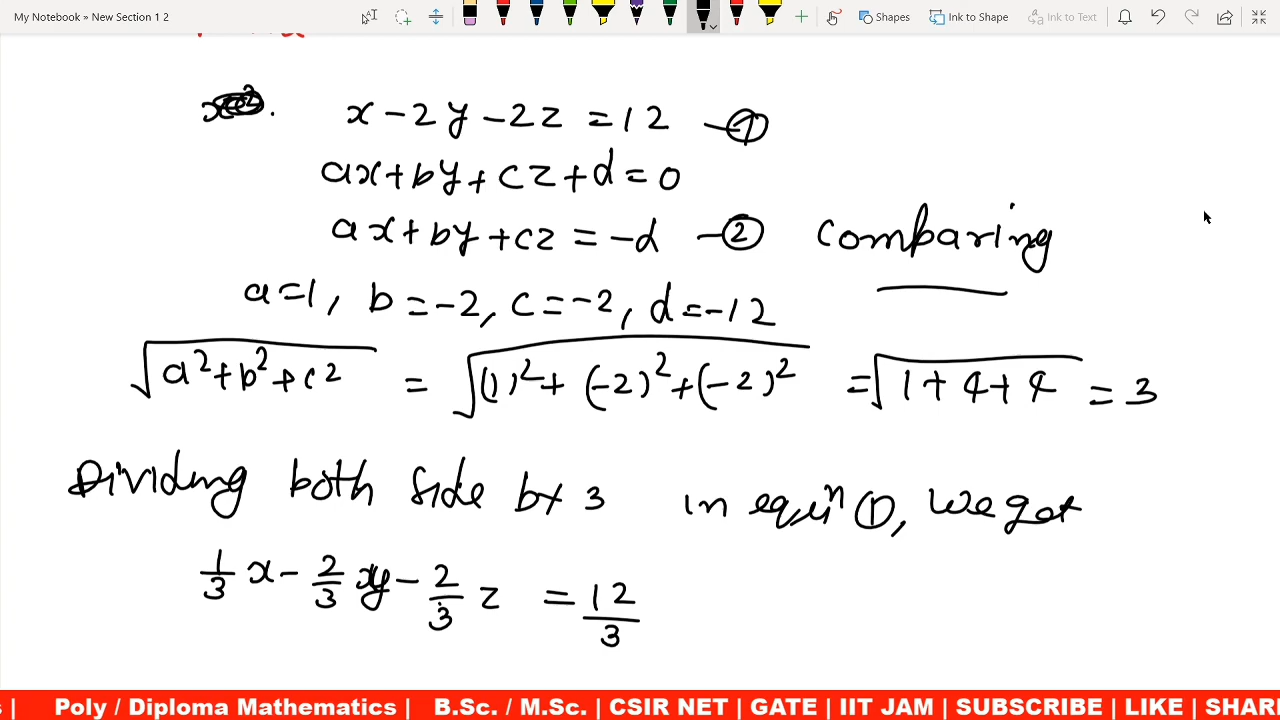 My Notebook » New Section 1 2
Shapes Ink to Shape Ink to Text
x - 2y - 2z = 12 — ①
ax + by + cz + d = 0
ax + by + cz = -d — ② Combaring
a = 1, b = -2, c = -2, d = -12
√(a² + b² + c²) = √((1)² + (-2)² + (-2)²) = √(1 + 4 + 4) = 3
Dividing both side by 3 in equⁿ ①, we get
1/3 x - 2/3 y - 2/3 z = 12/3
s | Poly / Diploma Mathematics | B.Sc. / M.Sc. | CSIR NET | GATE | IIT JAM | SUBSCRIBE | LIKE | SHAR